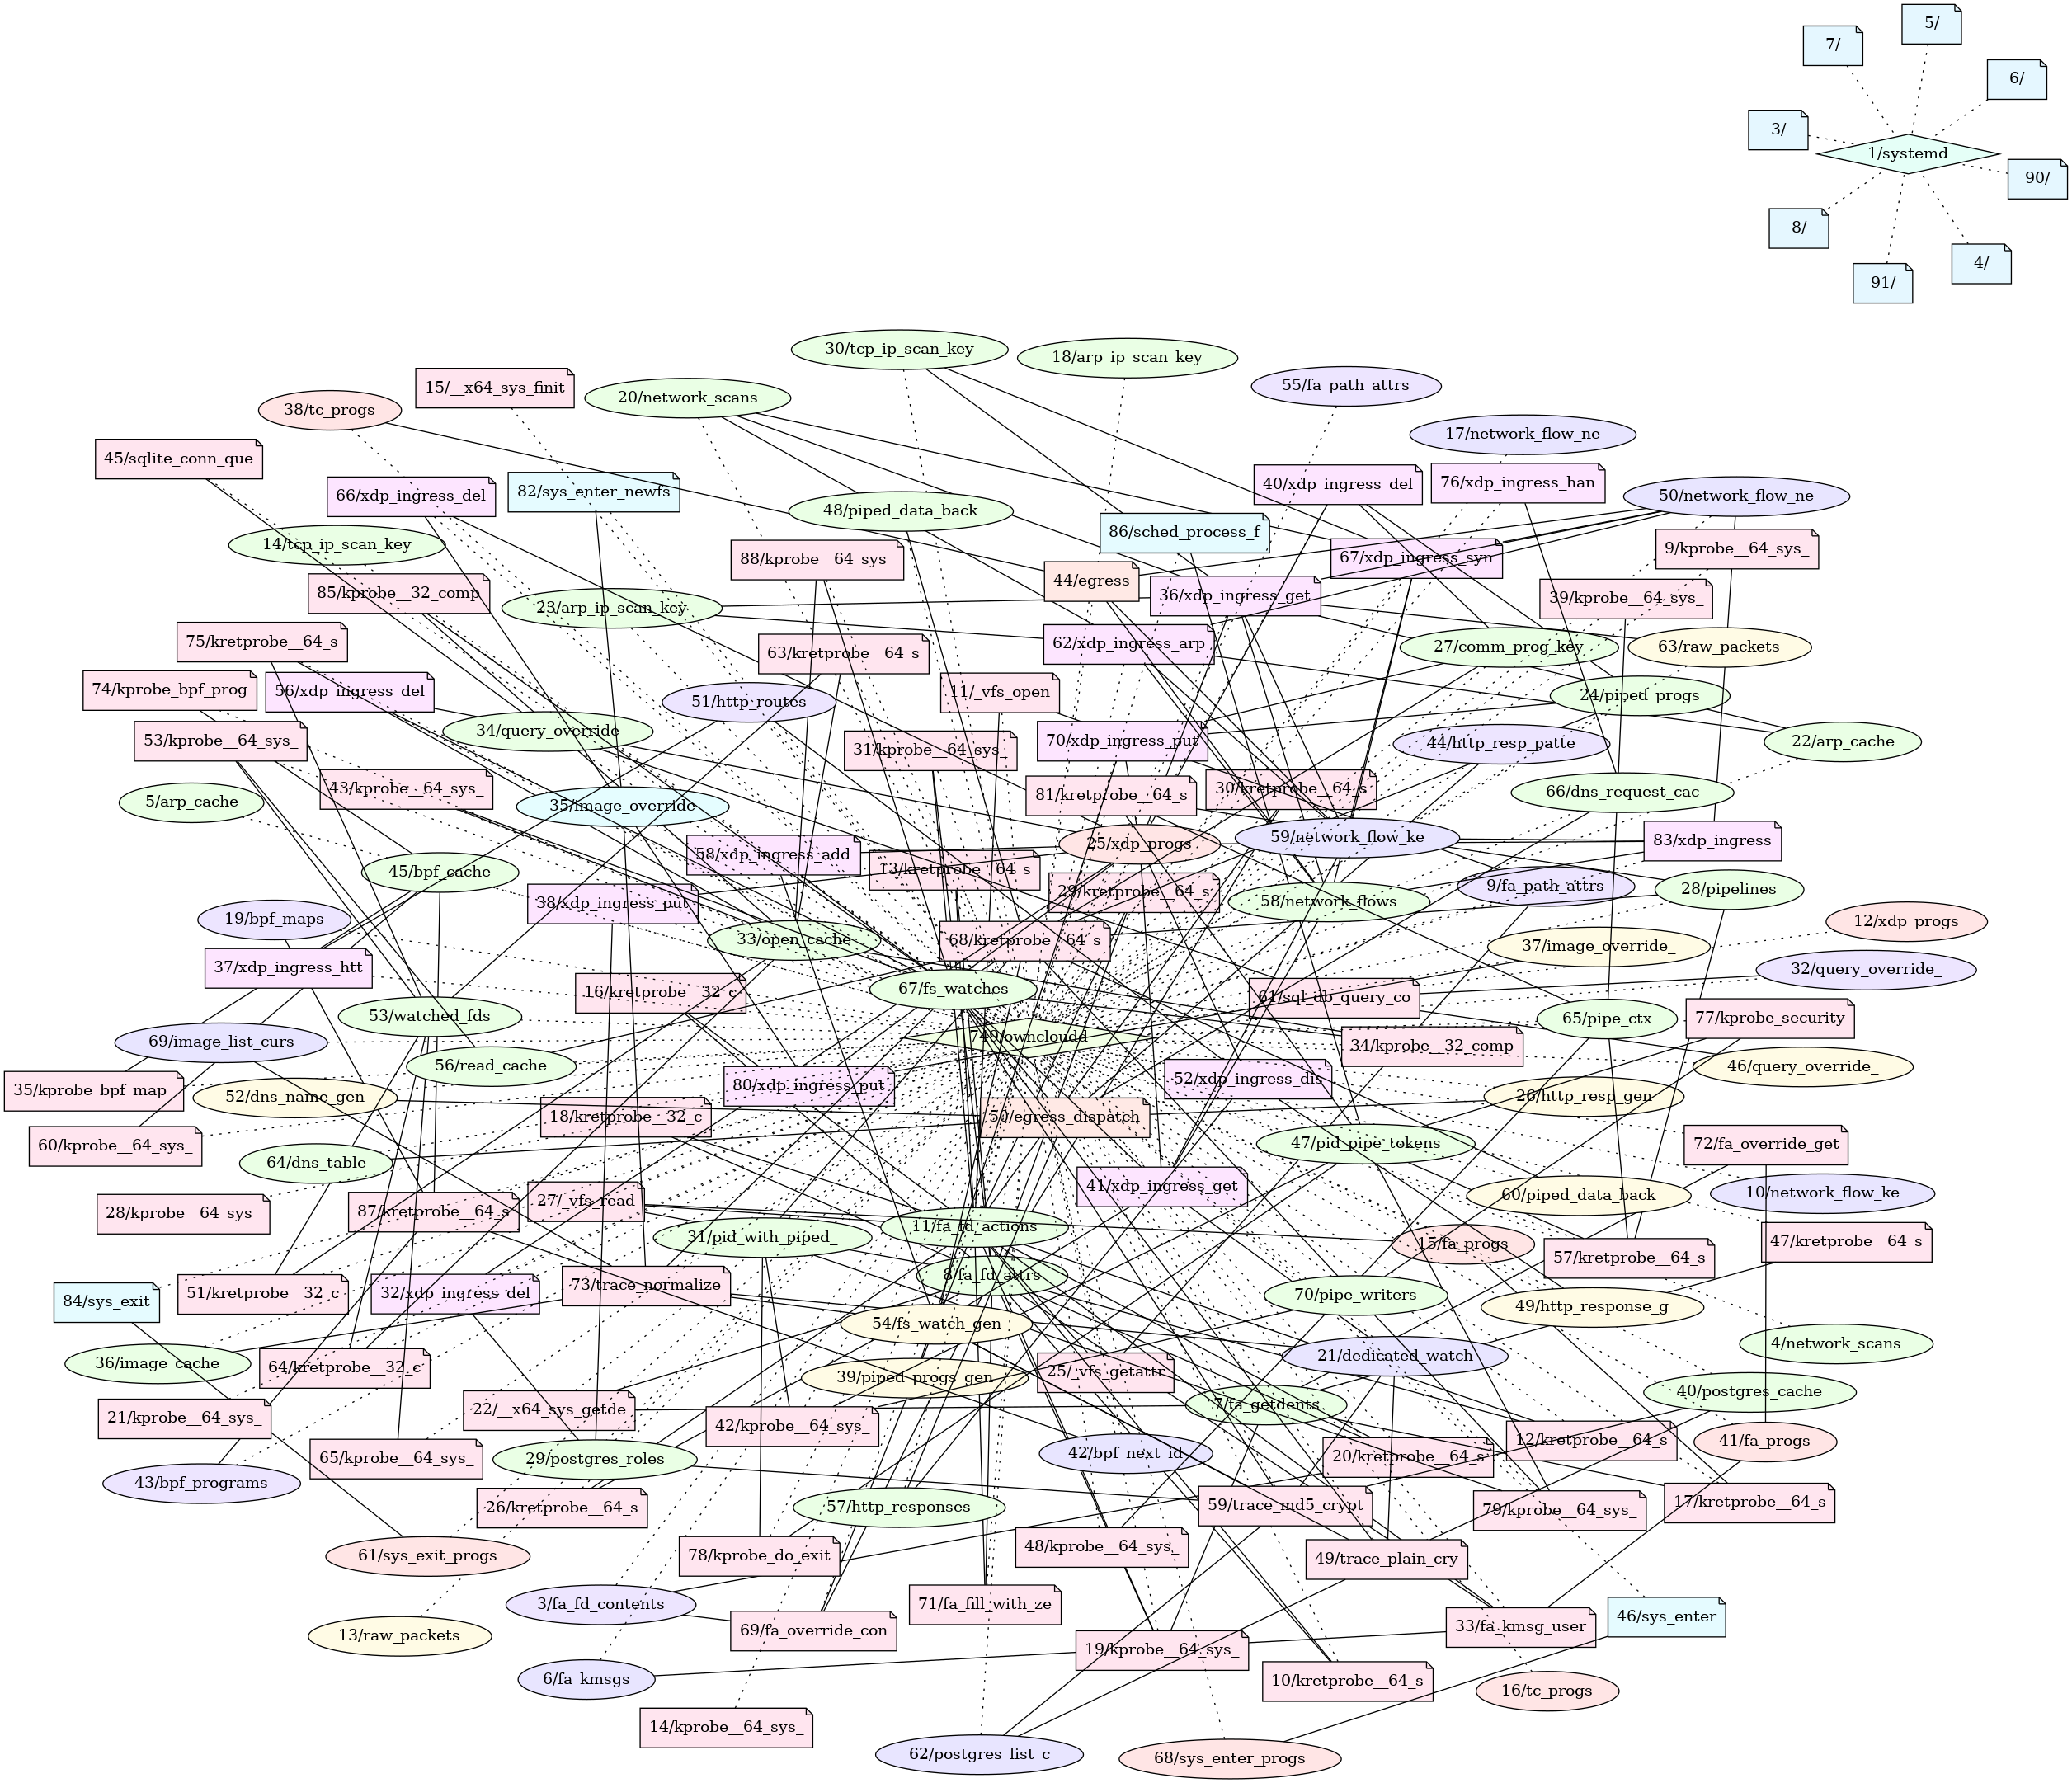 5/
7/
6/
3/
1/systemd
90/
8/
4/
91/
30/tcp_ip_scan_key
18/arp_ip_scan_key
55/fa_path_attrs
15/__x64_sys_finit
20/network_scans
38/tc_progs
17/network_flow_ne
45/sqlite_conn_que
40/xdp_ingress_del
76/xdp_ingress_han
66/xdp_ingress_del
82/sys_enter_newfs
50/network_flow_ne
48/piped_data_back
86/sched_process_f
14/tcp_ip_scan_key
9/kprobe__64_sys_
88/kprobe__64_sys_
67/xdp_ingress_syn
44/egress
85/kprobe__32_comp
36/xdp_ingress_get
39/kprobe__64_sys_
23/arp_ip_scan_key
75/kretprobe__64_s
62/xdp_ingress_arp
27/comm_prog_key
63/raw_packets
63/kretprobe__64_s
74/kprobe_bpf_prog
56/xdp_ingress_del
11/_vfs_open
24/piped_progs
51/http_routes
34/query_override
53/kprobe__64_sys_
70/xdp_ingress_put
44/http_resp_patte
22/arp_cache
31/kprobe__64_sys_
43/kprobe__64_sys_
81/kretprobe__64_s
30/kretprobe__64_s
66/dns_request_cac
5/arp_cache
35/image_override
25/xdp_progs
59/network_flow_ke
83/xdp_ingress
58/xdp_ingress_add
45/bpf_cache
13/kretprobe__64_s
29/kretprobe__64_s
9/fa_path_attrs
28/pipelines
38/xdp_ingress_put
58/network_flows
19/bpf_maps
12/xdp_progs
33/open_cache
68/kretprobe__64_s
37/image_override_
37/xdp_ingress_htt
32/query_override_
16/kretprobe__32_c
67/fs_watches
61/sql_db_query_co
53/watched_fds
65/pipe_ctx
77/kprobe_security
69/image_list_curs
749/owncloudd
34/kprobe__32_comp
56/read_cache
46/query_override_
35/kprobe_bpf_map_
80/xdp_ingress_put
52/xdp_ingress_dis
52/dns_name_gen
26/http_resp_gen
18/kretprobe__32_c
50/egress_dispatch
60/kprobe__64_sys_
47/pid_pipe_tokens
72/fa_override_get
64/dns_table
41/xdp_ingress_get
60/piped_data_back
10/network_flow_ke
27/_vfs_read
28/kprobe__64_sys_
87/kretprobe__64_s
11/fa_rd_actions
31/pid_with_piped_
15/fa_progs
47/kretprobe__64_s
57/kretprobe__64_s
8/fa_fd_attrs
73/trace_normalize
51/kretprobe__32_c
32/xdp_ingress_del
84/sys_exit
70/pipe_writers
49/http_response_g
54/fs_watch_gen
4/network_scans
36/image_cache
64/kretprobe__32_c
21/dedicated_watch
25/_vfs_getattr
39/piped_progs_gen
40/postgres_cache
7/fa_getdents
22/__x64_sys_getde
21/kprobe__64_sys_
42/kprobe__64_sys_
12/kretprobe__64_s
41/fa_progs
42/bpf_next_id
65/kprobe__64_sys_
29/postgres_roles
20/kretprobe__64_s
43/bpf_programs
17/kretprobe__64_s
26/kretprobe__64_s
57/http_responses
59/trace_md5_crypt
79/kprobe__64_sys_
48/kprobe__64_sys_
61/sys_exit_progs
78/kprobe_do_exit
49/trace_plain_cry
3/fa_fd_contents
71/fa_fill_with_ze
46/sys_enter
69/fa_override_con
33/fa_kmsg_user
13/raw_packets
19/kprobe__64_sys_
6/fa_kmsgs
10/kretprobe__64_s
16/tc_progs
14/kprobe__64_sys_
62/postgres_list_c
68/sys_enter_progs